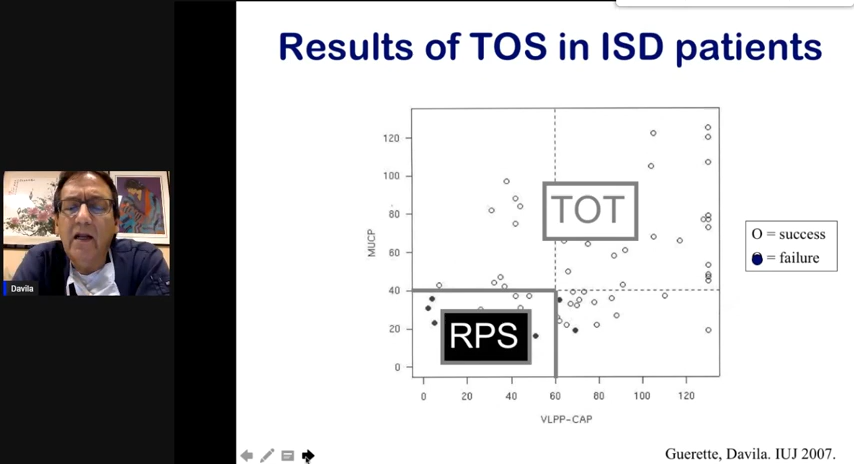 Results of TOS in ISD patients
120
100
80
60
40
20
0
MUCP
TOT
RPS
O = success
= failure
0 20 40 60 80 100 120
VLPP-CAP
Davila
Guerette, Davila. IUJ 2007.